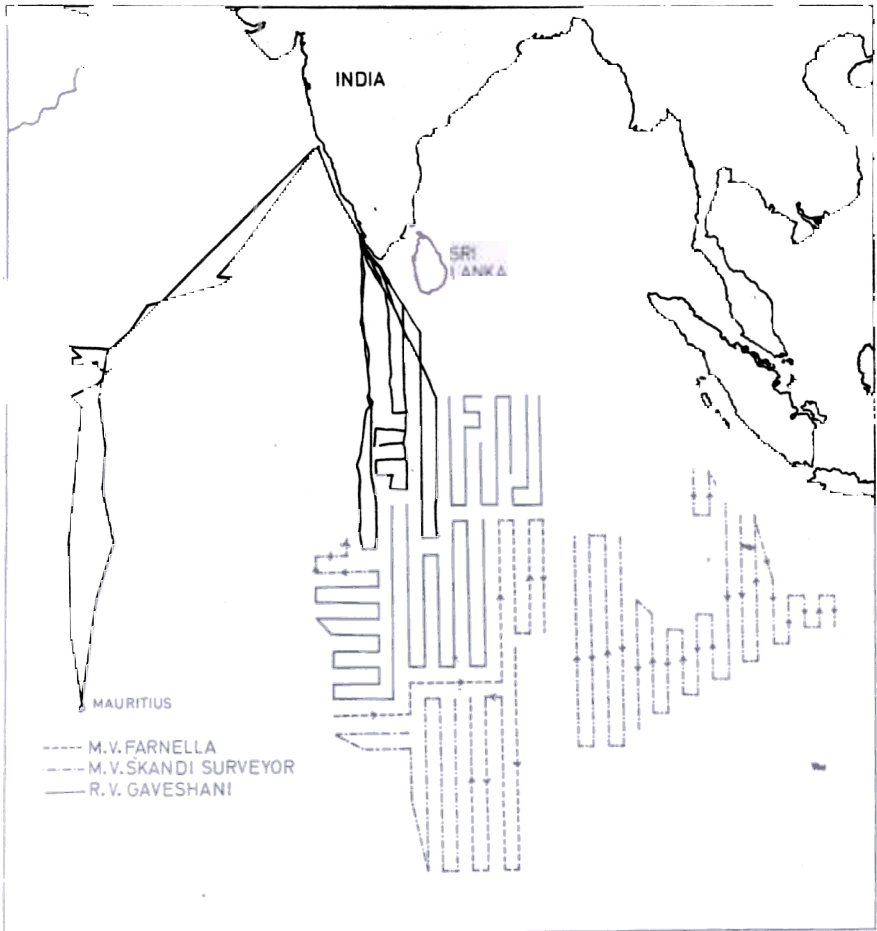 INDIA
SRI
LANKA
MAURITIUS
M.V.FARNELLA
M.V.SKANDI SURVEYOR
R.V. GAVESHANI